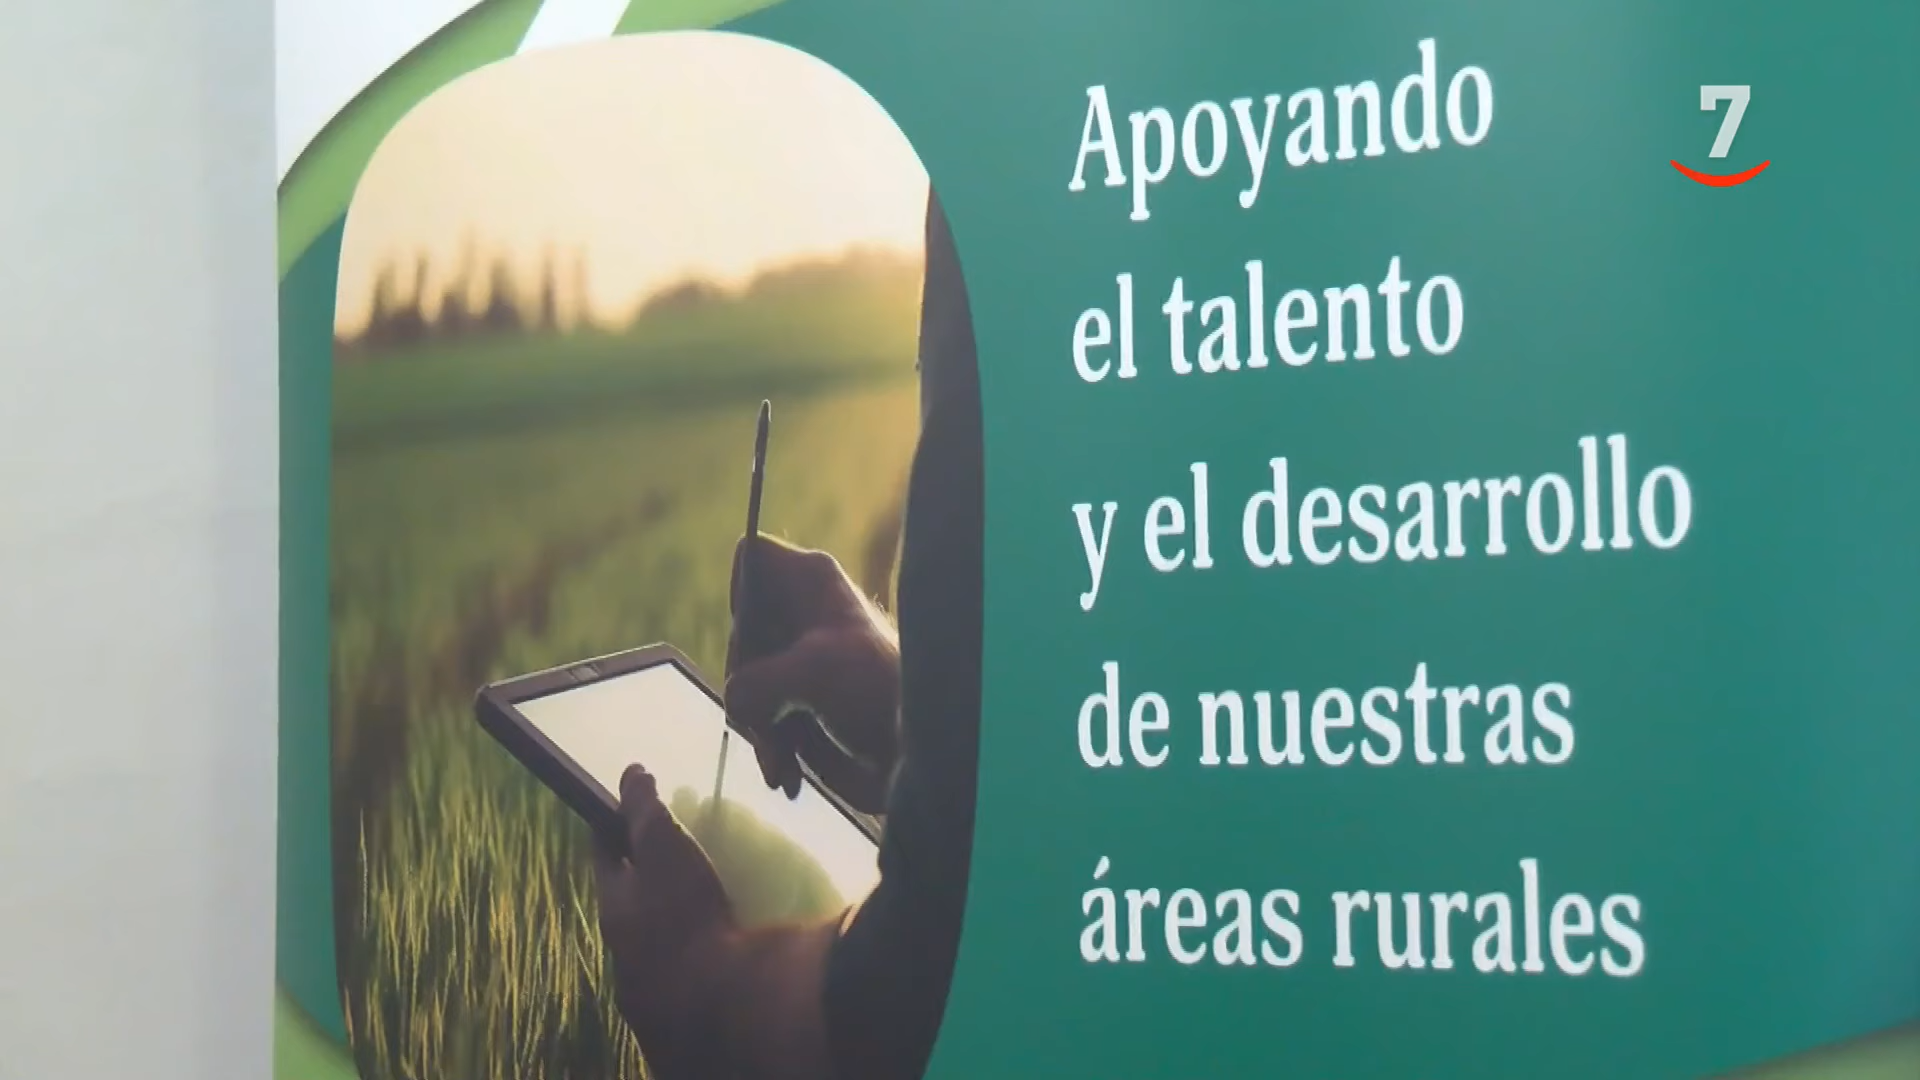 Apoyando
el talento
y el desarrollo
de nuestras
áreas rurales
7